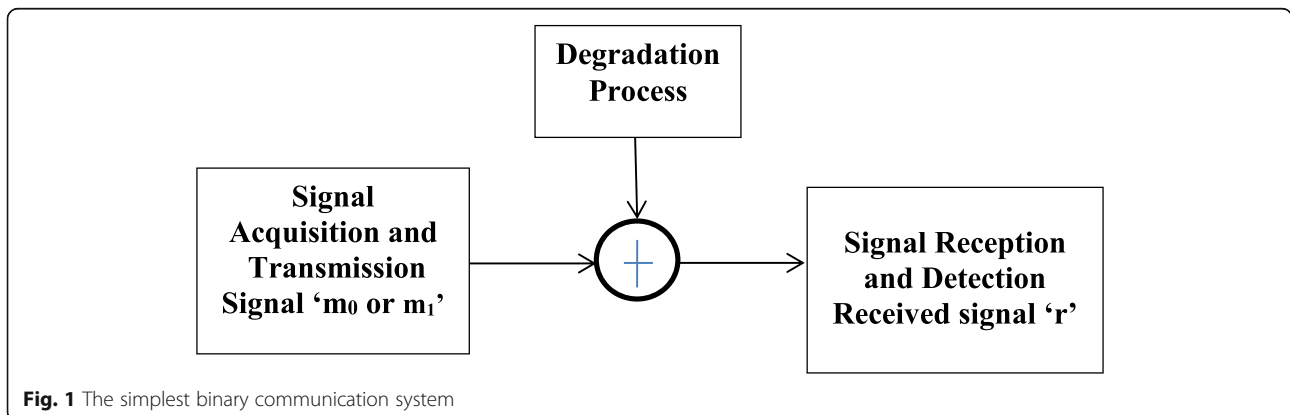 Degradation
Process
Signal
Acquisition and
Transmission
Signal ‘m₀ or m₁’
+
Signal Reception
and Detection
Received signal ‘r’
Fig. 1 The simplest binary communication system